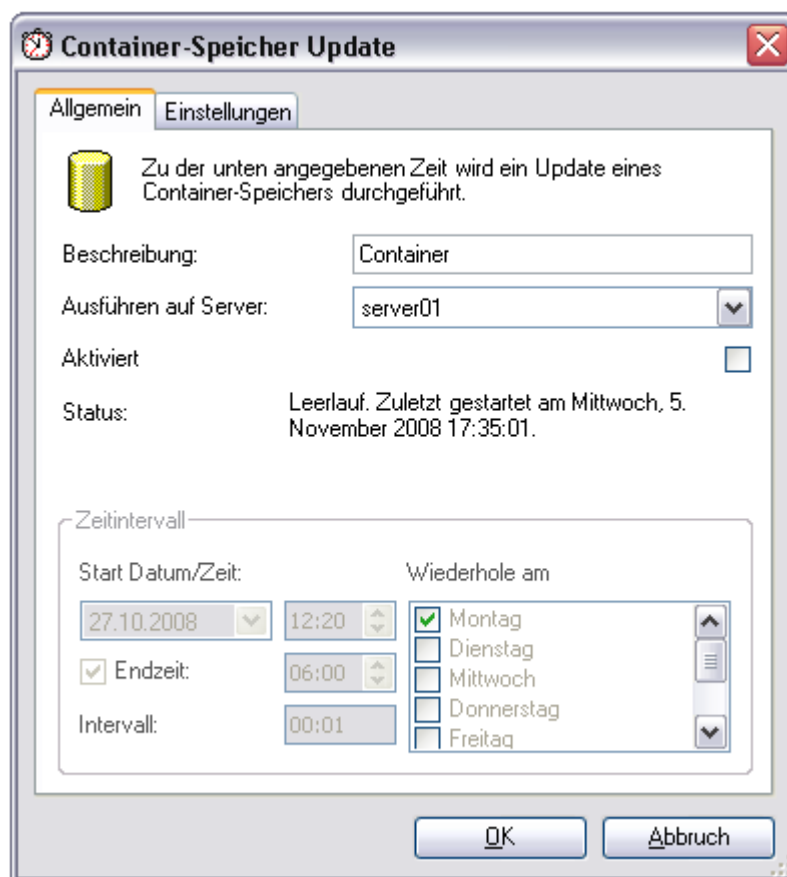 Container-Speicher Update
Allgemein Einstellungen
Zu der unten angegebenen Zeit wird ein Update eines
Container-Speichers durchgeführt.
Beschreibung: Container
Ausführen auf Server: server01
Aktiviert
Status: Leerlauf. Zuletzt gestartet am Mittwoch, 5.
November 2008 17:35:01.
Zeitintervall
Start Datum/Zeit: Wiederhole am
27.10.2008 12:20 Montag
Dienstag
Endzeit: 06:00 Mittwoch
Donnerstag
Intervall: 00:01 Freitag
OK Abbruch